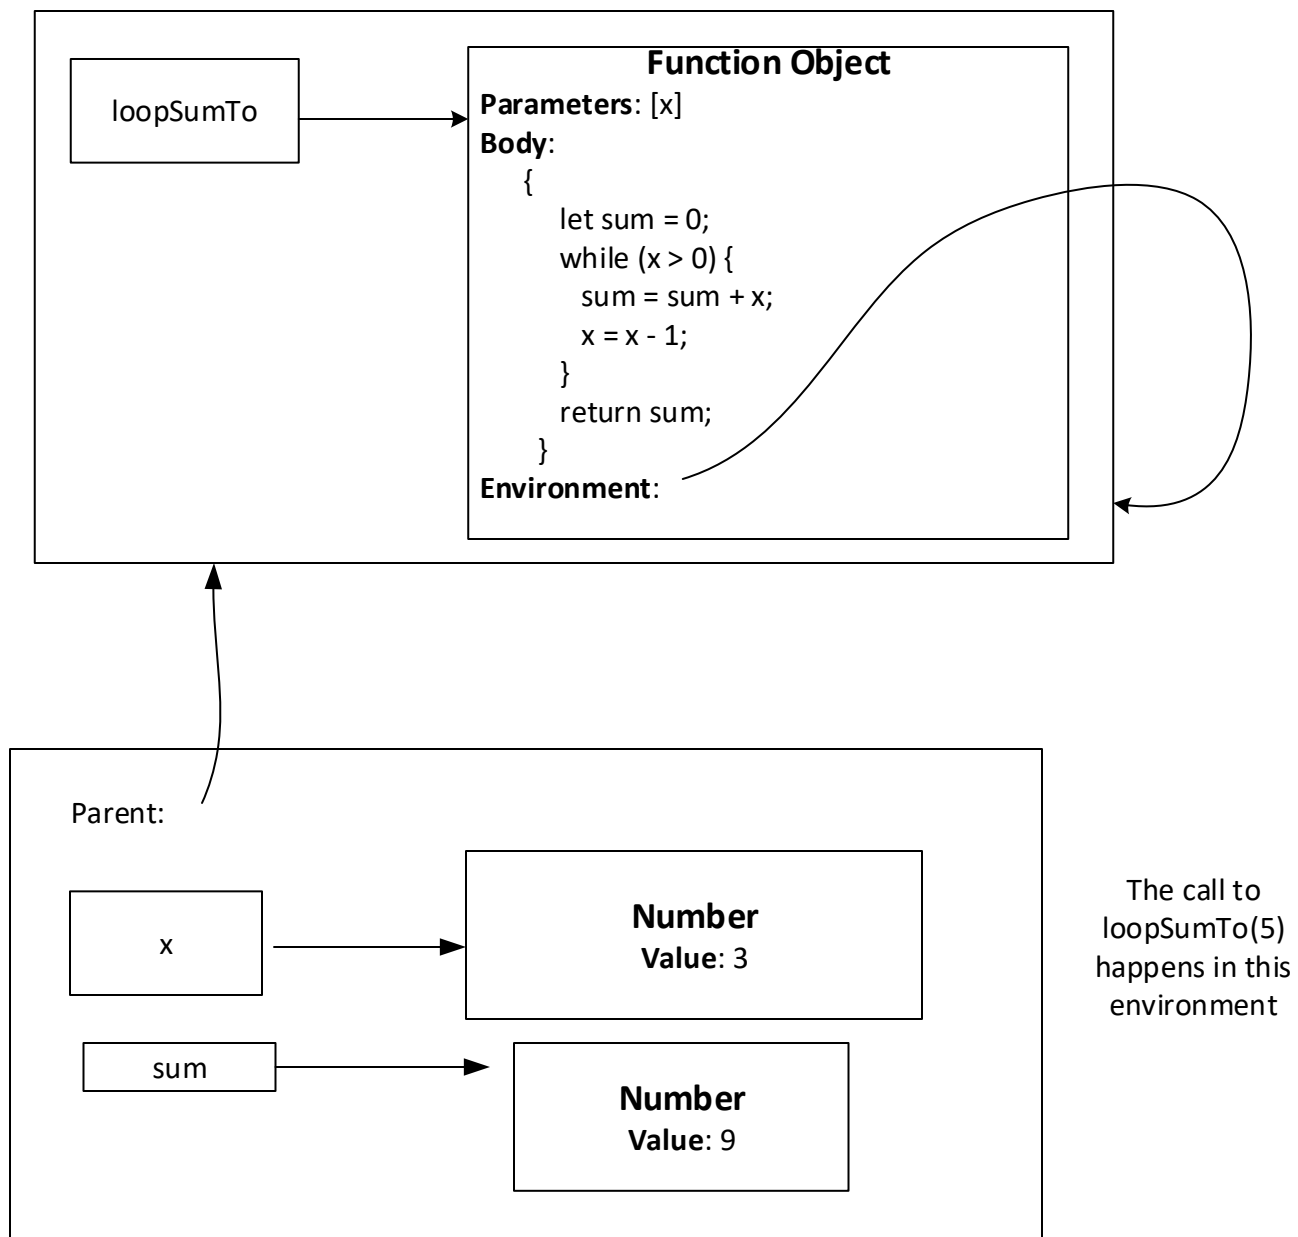 loopSumTo
Function Object
Parameters: [x]
Body:
{
let sum = 0;
while (x > 0) {
sum = sum + x;
x = x - 1;
}
return sum;
}
Environment:
Parent:
x
Number
Value: 3
sum
Number
Value: 9
The call to
loopSumTo(5)
happens in this
environment